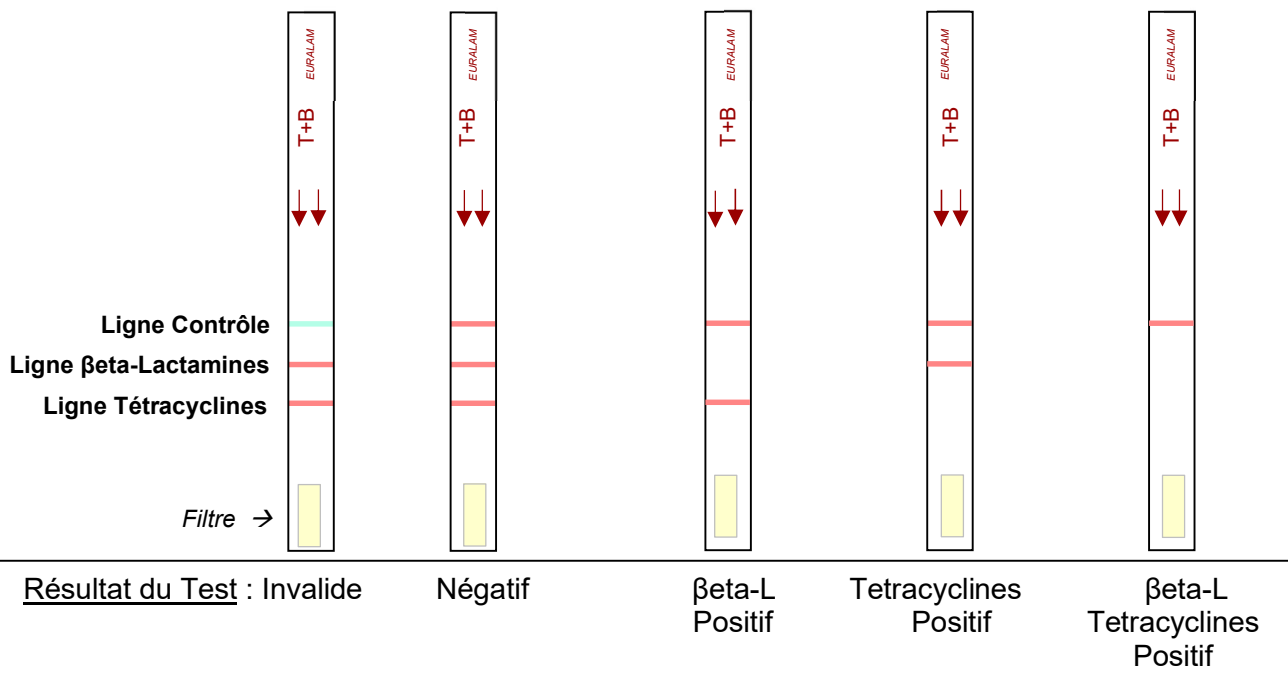 EURALAM EURALAM EURALAM EURALAM EURALAM
T+B T+B T+B T+B T+B
Ligne Contrôle
Ligne βeta-Lactamines
Ligne Tétracyclines
Filtre →
Résultat du Test : Invalide Négatif βeta-L Tetracyclines βeta-L
Positif Positif Tetracyclines
Positif